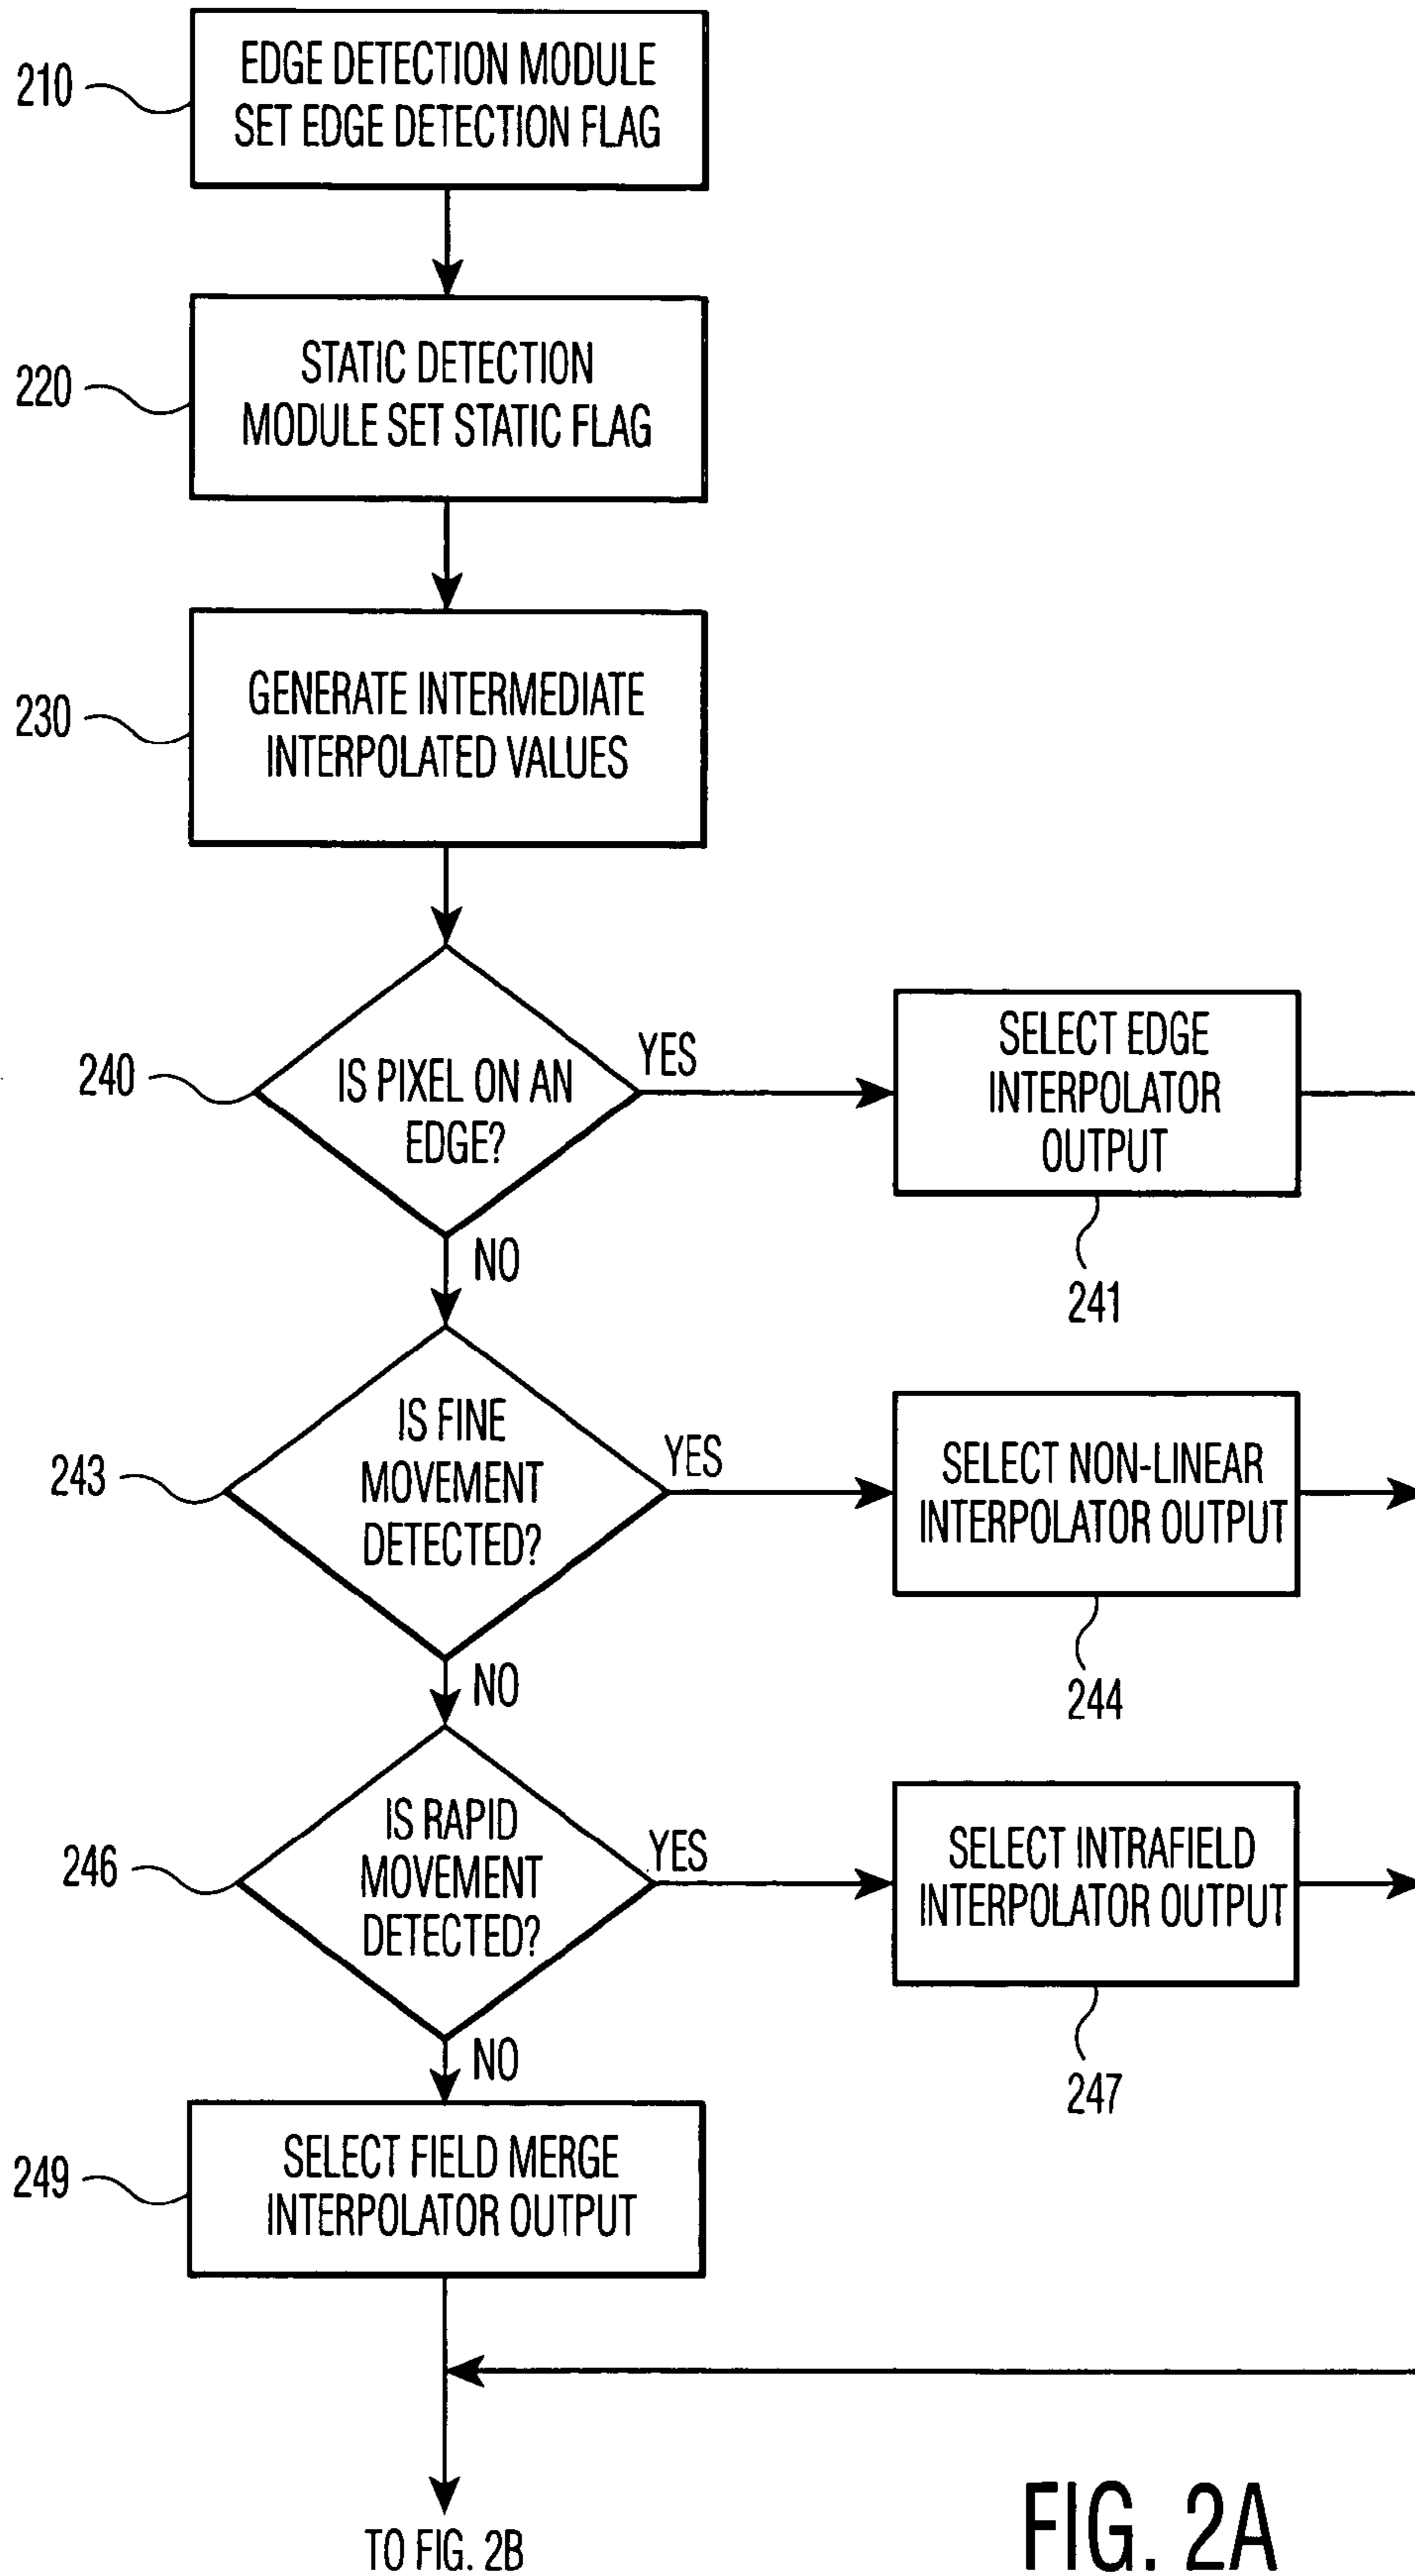 210
EDGE DETECTION MODULE
SET EDGE DETECTION FLAG
220
STATIC DETECTION
MODULE SET STATIC FLAG
230
GENERATE INTERMEDIATE
INTERPOLATED VALUES
240
IS PIXEL ON AN
EDGE?
YES
SELECT EDGE
INTERPOLATOR
OUTPUT
241
NO
243
IS FINE
MOVEMENT
DETECTED?
YES
SELECT NON-LINEAR
INTERPOLATOR OUTPUT
244
NO
246
IS RAPID
MOVEMENT
DETECTED?
YES
SELECT INTRAFIELD
INTERPOLATOR OUTPUT
247
NO
249
SELECT FIELD MERGE
INTERPOLATOR OUTPUT
TO FIG. 2B
FIG. 2A